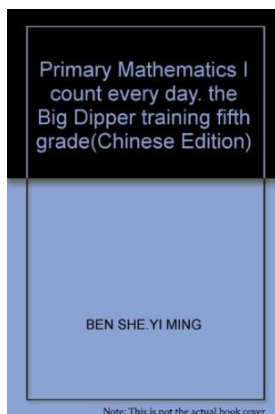 Primary Mathematics I
count every day. the
Big Dipper training fifth
grade(Chinese Edition)
BEN SHE.YI MING
Note: This is not the actual book cover